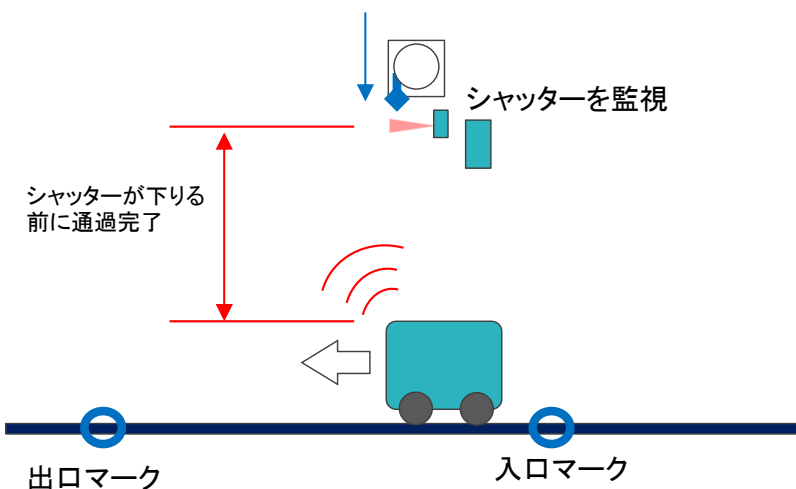 シャッターを監視
シャッターが下りる
前に通過完了
出口マーク
入口マーク